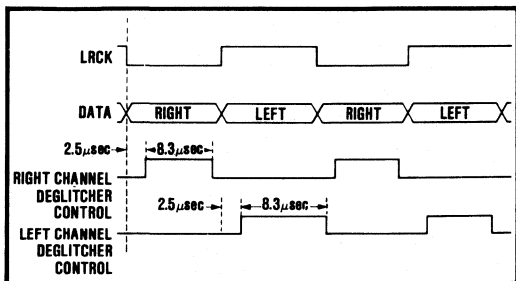 LRCK
DATA
RIGHT LEFT RIGHT LEFT
2.5μsec 8.3μsec
RIGHT CHANNEL
DEGLITCHER
CONTROL
2.5μsec 8.3μsec
LEFT CHANNEL
DEGLITCHER
CONTROL